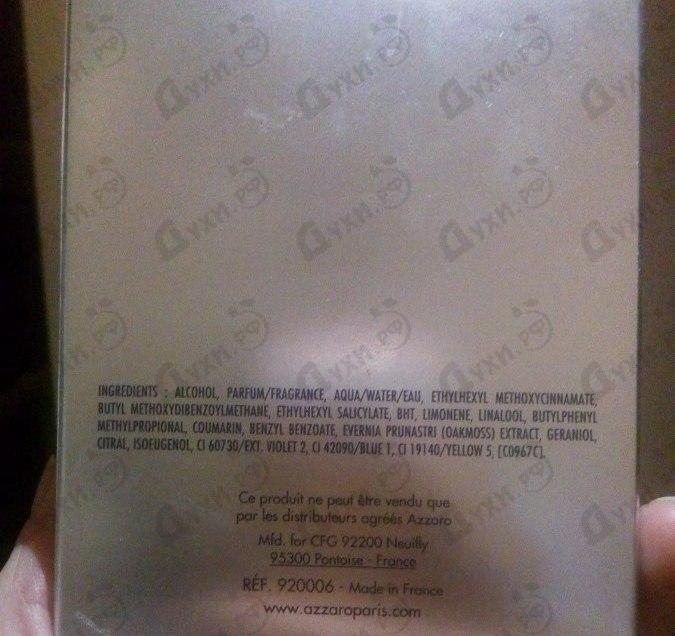 INGREDIENTS : ALCOHOL, PARFUM/FRAGRANCE, AQUA/WATER/EAU, ETHYLHEXYL METHOXYCINNAMATE,
BUTYL METHOXYDIBENZOYLMETHANE, ETHYLHEXYL SALICYLATE, BHT, LIMONENE, LINALOOL, BUTYLPHENYL
METHYLPROPIONAL, COUMARIN, BENZYL BENZOATE, EVERNIA PRUNASTRI (OAKMOSS) EXTRACT, GERANIOL,
CITRAL, ISOEUGENOL, CI 60730/EXT. VIOLET 2, CI 42090/BLUE 1, CI 19140/YELLOW 5, [C0967C].
Ce produit ne peut être vendu que
par les distributeurs agréés Azzaro
Mfd. for CFG 92200 Neuilly
95300 Pontoise - France
RÉF. 920006 - Made in France
www.azzaroparis.com
Духи.рф